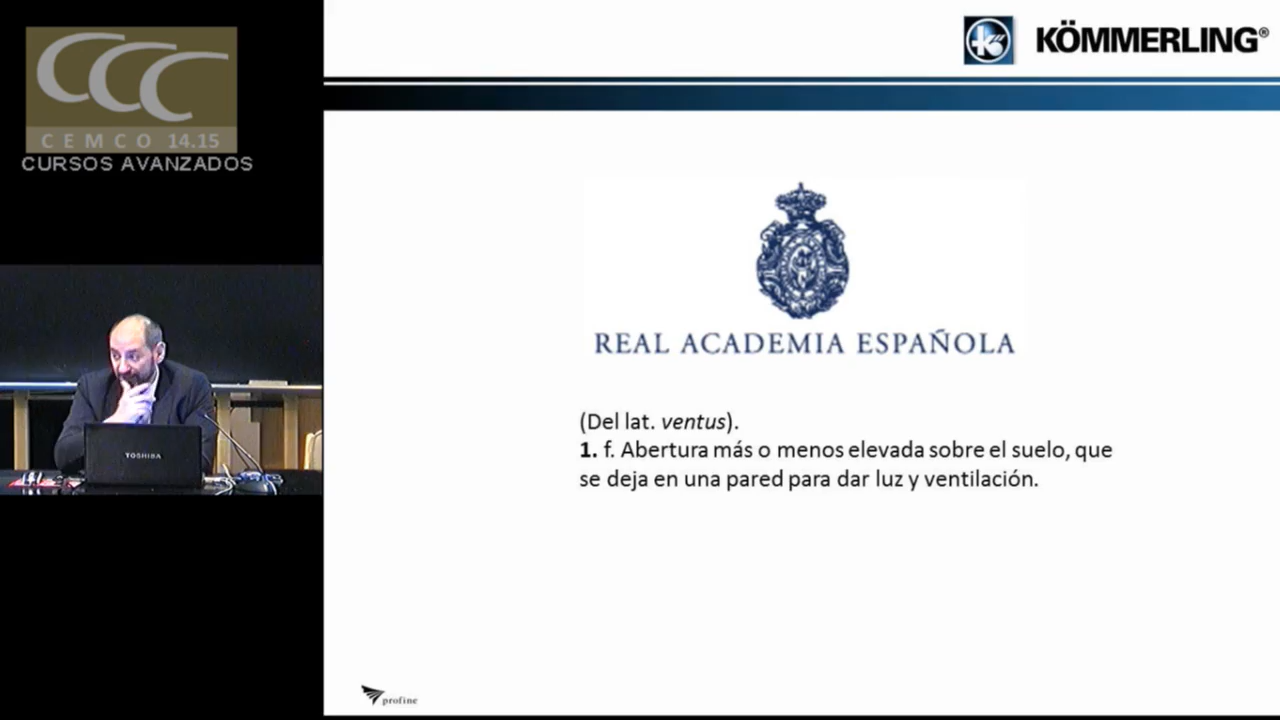 CCC
CEMCO 14.15
CURSOS AVANZADOS
KÖMMERLING®
REAL ACADEMIA ESPAÑOLA
(Del lat. ventus).
1. f. Abertura más o menos elevada sobre el suelo, que
se deja en una pared para dar luz y ventilación.
TOSHIBA
profine